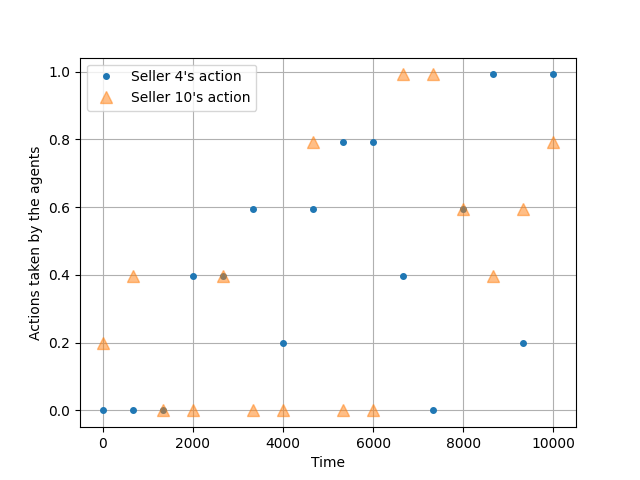 Seller 4's action
Seller 10's action
Actions taken by the agents
1.0
0.8
0.6
0.4
0.2
0.0
0 2000 4000 6000 8000 10000
Time